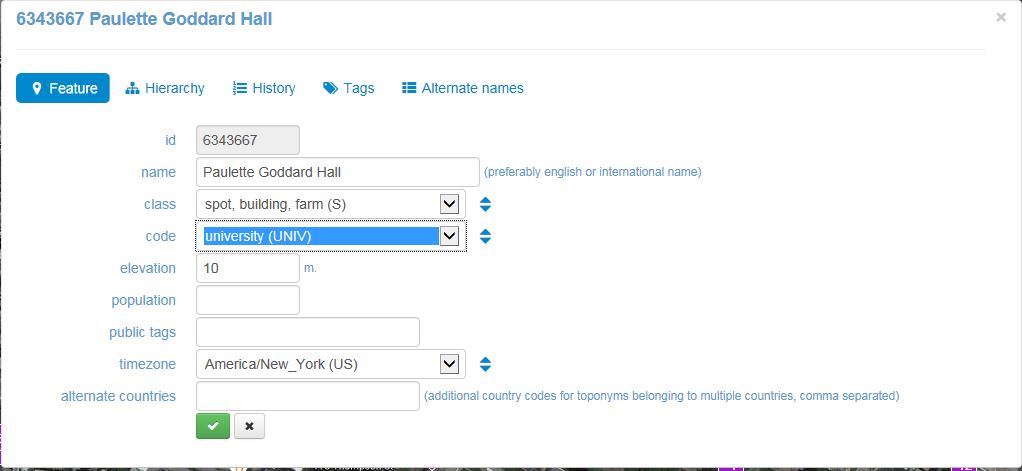 6343667 Paulette Goddard Hall ×
Feature Hierarchy History Tags Alternate names
id 6343667
name Paulette Goddard Hall (preferably english or international name)
class spot, building, farm (S)
code university (UNIV)
elevation 10 m.
population
public tags
timezone America/New_York (US)
alternate countries (additional country codes for toponyms belonging to multiple countries, comma separated)